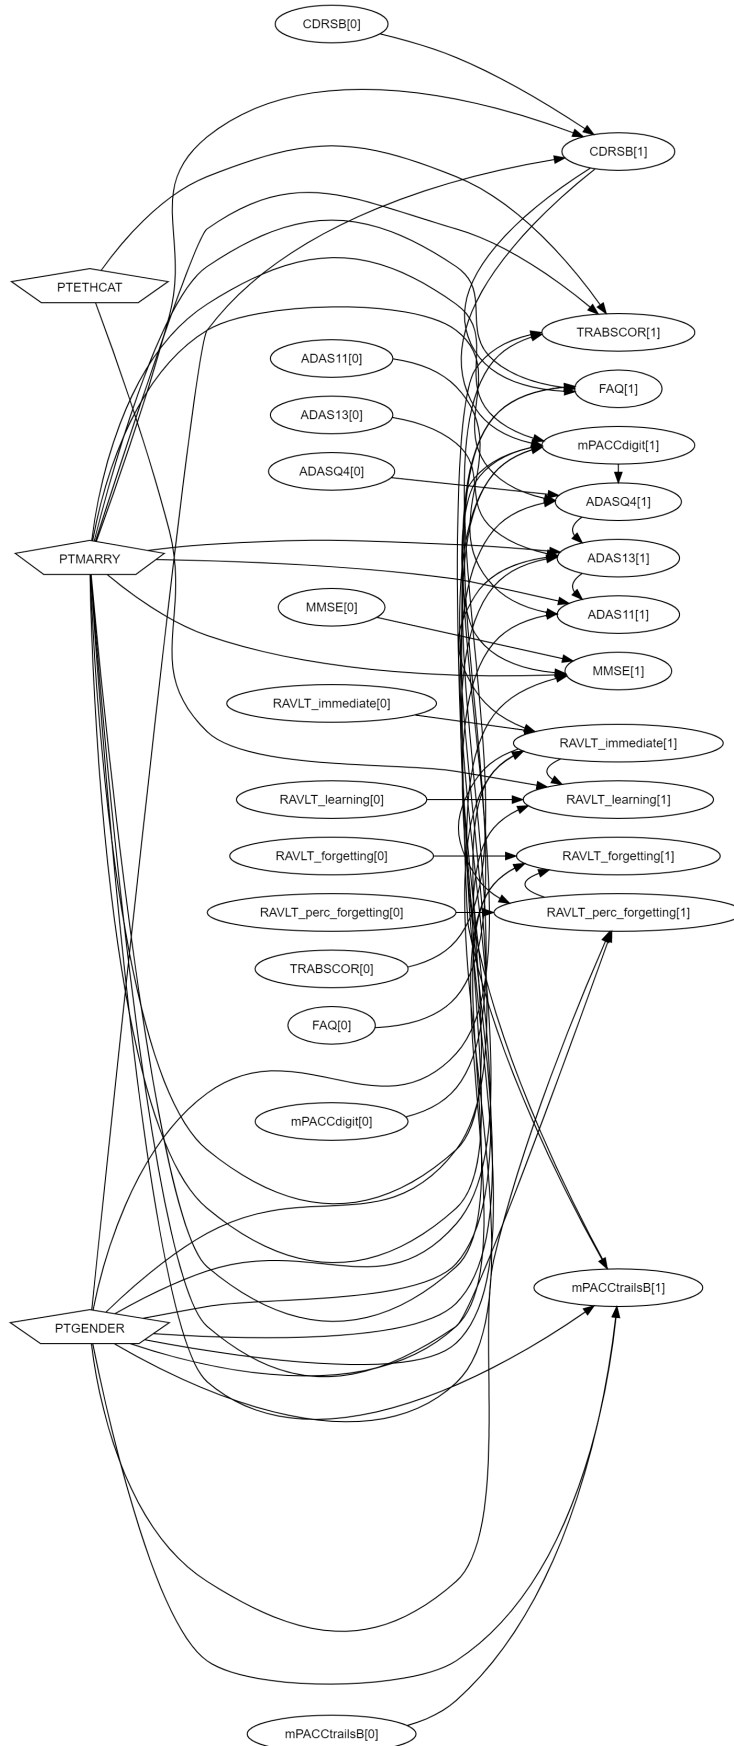 CDRSB[0]
CDRSB[1]
PTETHCAT
TRABSCOR[1]
ADAS11[0]
FAQ[1]
ADAS13[0]
mPACCdigit[1]
ADASQ4[0]
ADASQ4[1]
PTMARRY
ADAS13[1]
MMSE[0]
ADAS11[1]
MMSE[1]
RAVLT_immediate[0]
RAVLT_immediate[1]
RAVLT_learning[0]
RAVLT_learning[1]
RAVLT_forgetting[0]
RAVLT_forgetting[1]
RAVLT_perc_forgetting[0]
RAVLT_perc_forgetting[1]
TRABSCOR[0]
FAQ[0]
mPACCdigit[0]
mPACCtrailsB[1]
PTGENDER
mPACCtrailsB[0]